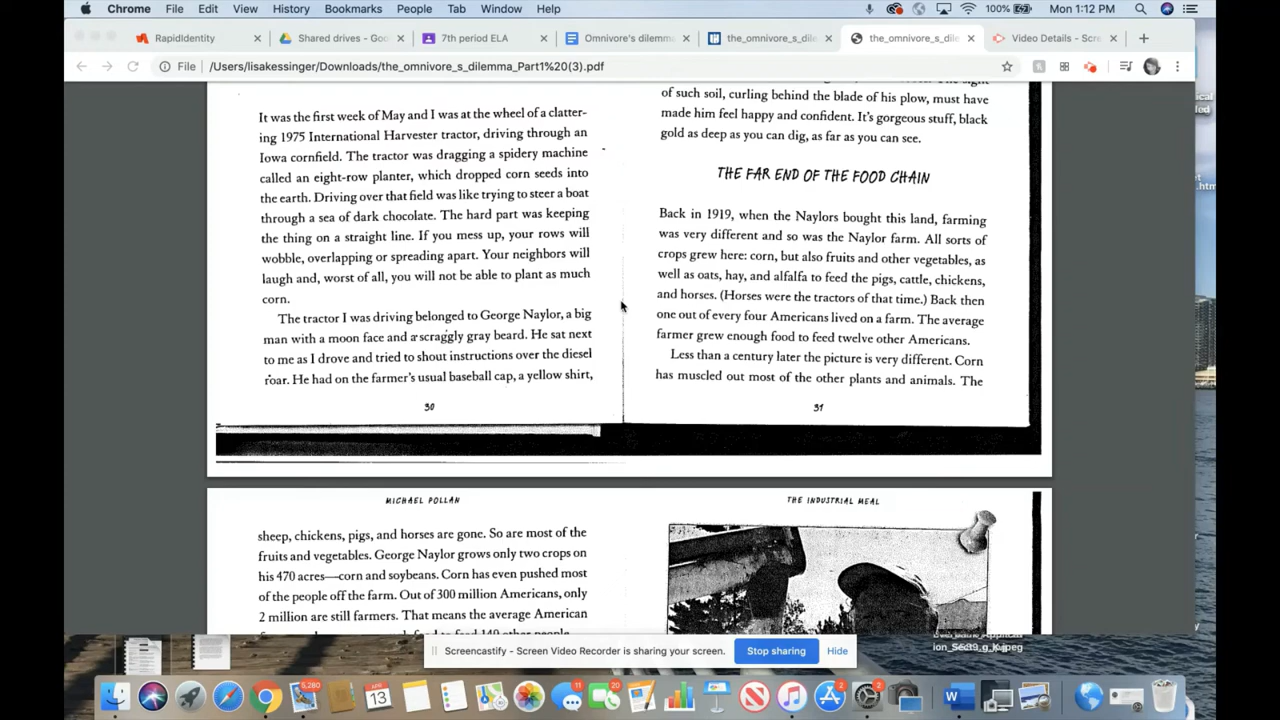 Chrome File Edit View History Bookmarks People Tab Window Help 100% Mon 1:12 PM
RapidIdentity Shared drives - Goo 7th period ELA Omnivore's dilemma the_omnivore_s_dile the_omnivore_s_dile Video Details - Scre
File /Users/lisakessinger/Downloads/the_omnivore_s_dilemma_Part1%20(3).pdf
It was the first week of May and I was at the wheel of a clatter-
ing 1975 International Harvester tractor, driving through an
Iowa cornfield. The tractor was dragging a spidery machine
called an eight-row planter, which dropped corn seeds into
the earth. Driving over that field was like trying to steer a boat
through a sea of dark chocolate. The hard part was keeping
the thing on a straight line. If you mess up, your rows will
wobble, overlapping or spreading apart. Your neighbors will
laugh and, worst of all, you will not be able to plant as much
corn.
The tractor I was driving belonged to George Naylor, a big
man with a moon face and a scraggly gray beard. He sat next
to me as I drove and tried to shout instructions over the diesel
roar. He had on the farmer's usual baseball cap, a yellow shirt,
30
of such soil, curling behind the blade of his plow, must have
made him feel happy and confident. It's gorgeous stuff, black
gold as deep as you can dig, as far as you can see.
THE FAR END OF THE FOOD CHAIN
Back in 1919, when the Naylors bought this land, farming
was very different and so was the Naylor farm. All sorts of
crops grew here: corn, but also fruits and other vegetables, as
well as oats, hay, and alfalfa to feed the pigs, cattle, chickens,
and horses. (Horses were the tractors of that time.) Back then
one out of every four Americans lived on a farm. The average
farmer grew enough food to feed twelve other Americans.
Less than a century later the picture is very different. Corn
has muscled out most of the other plants and animals. The
31
MICHAEL POLLAN
sheep, chickens, pigs, and horses are gone. So are most of the
fruits and vegetables. George Naylor grows only two crops on
his 470 acres—corn and soybeans. Corn has even pushed most
of the people off the farm. Out of 300 million Americans, only
2 million are still farmers. That means the average American
THE INDUSTRIAL MEAL
Screencastify - Screen Video Recorder is sharing your screen. Stop sharing Hide
5,280
APR
13
11
20
2
2